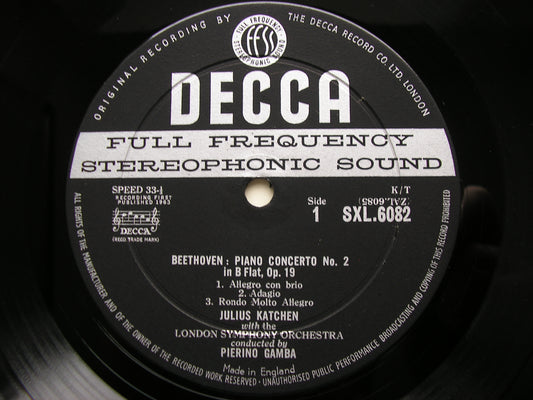 ORIGINAL RECORDING BY THE DECCA RECORD CO. LTD. LONDON
FULL FREQUENCY
ffss
STEREOPHONIC SOUND
DECCA
FULL FREQUENCY
STEREOPHONIC SOUND
SPEED 33-⅓
RECORDING FIRST
PUBLISHED 1963
DECCA
(REGD. TRADE MARK)
K/T
(ZAL.6085)
Side
1
SXL.6082
BEETHOVEN : PIANO CONCERTO No. 2
in B Flat, Op. 19
1. Allegro con brio
2. Adagio
3. Rondo Molto Allegro
JULIUS KATCHEN
with the
LONDON SYMPHONY ORCHESTRA
conducted by
PIERINO GAMBA
Made in England
ALL RIGHTS OF THE MANUFACTURER AND OF THE OWNER OF THE RECORDED WORK RESERVED · UNAUTHORISED PUBLIC PERFORMANCE BROADCASTING AND COPYING OF THIS RECORD PROHIBITED